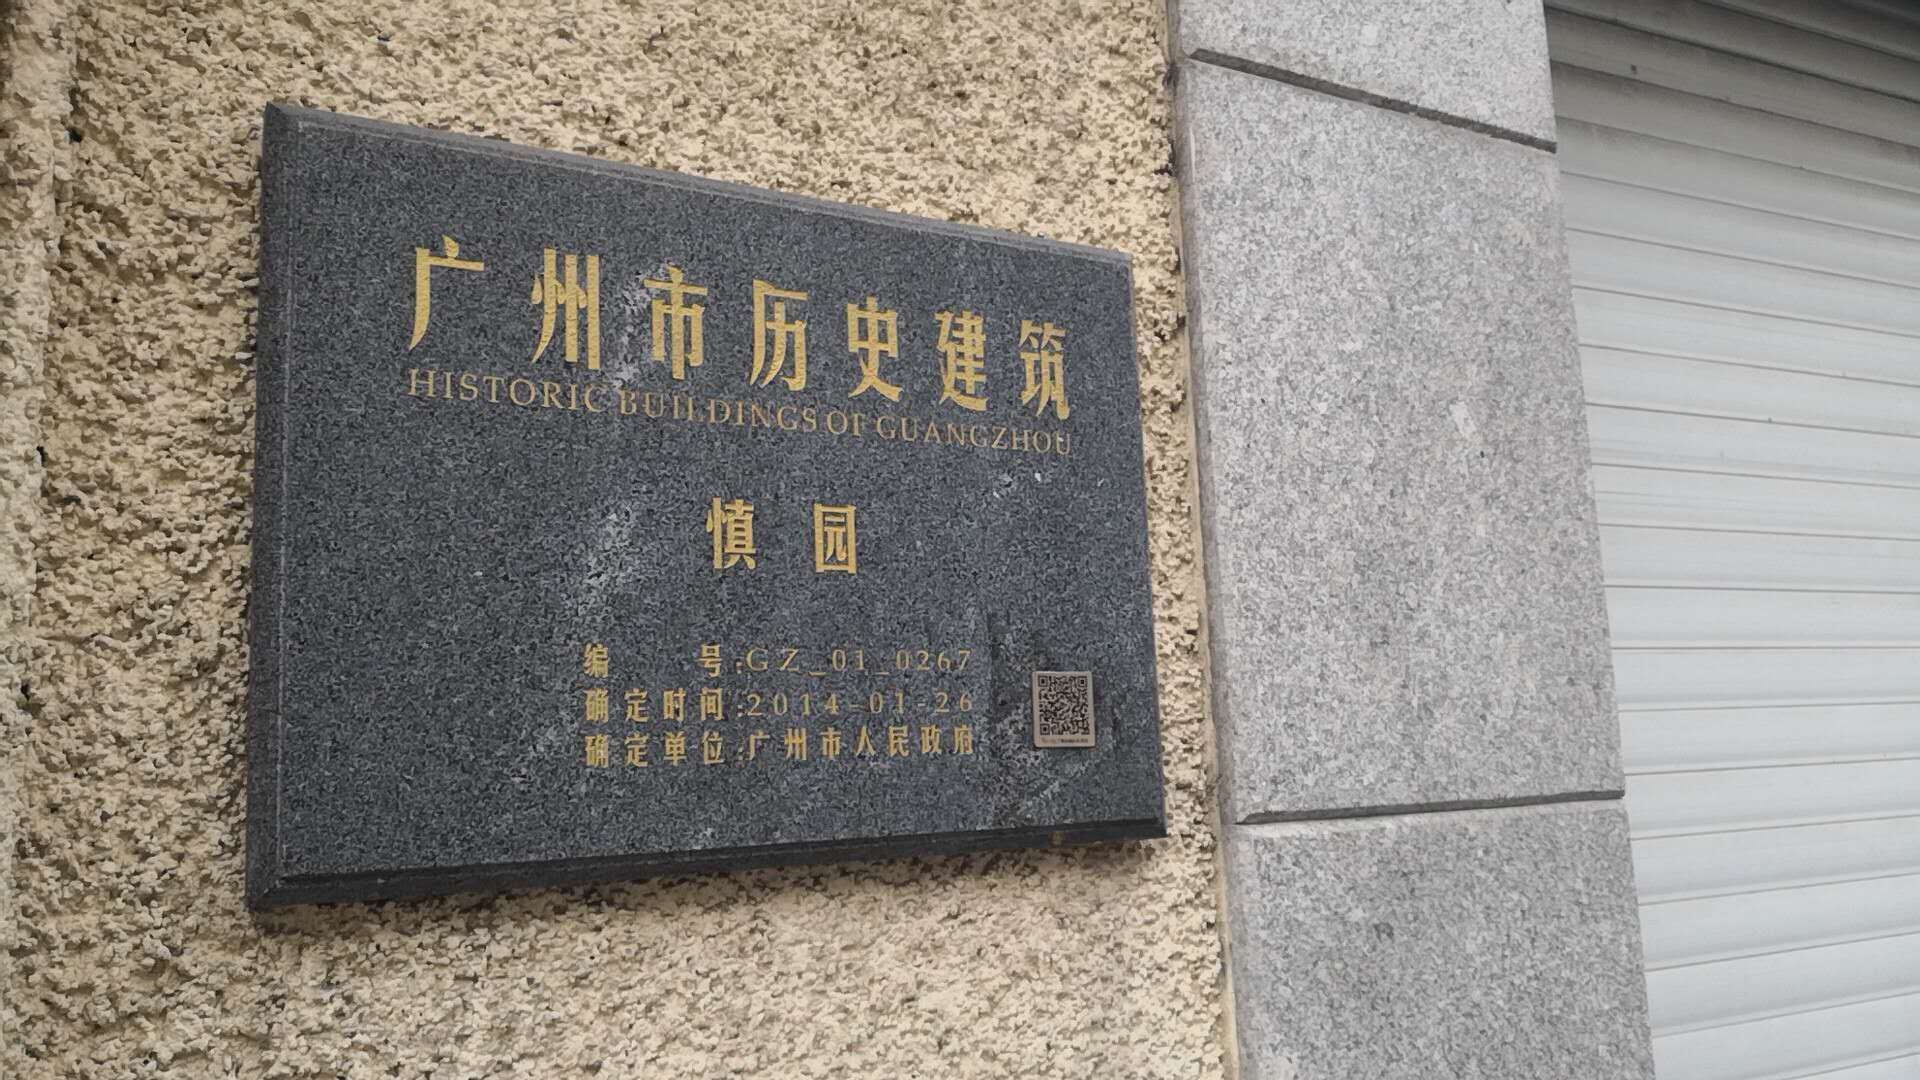 广州市历史建筑
HISTORIC BUILDINGS OF GUANGZHOU
慎园
编号:GZ_01_0267
确定时间:2014-01-26
确定单位:广州市人民政府